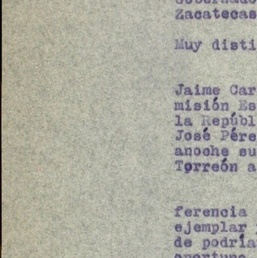 Zacatecas
Muy disti
Jaime Car
misión Es
la Repúbl
José Pére
anoche su
Torreón a
ferencia
ejemplar y
de podría